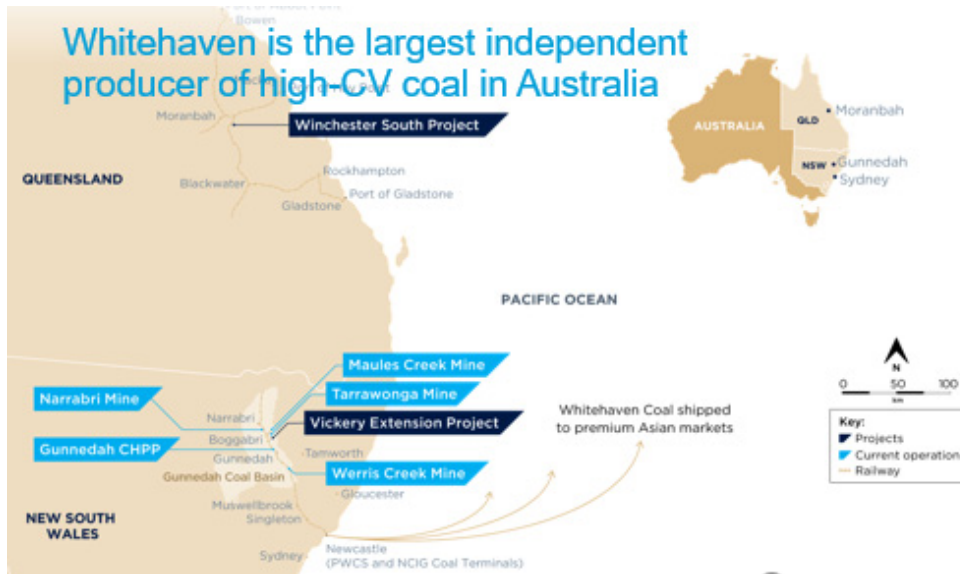 Whitehaven is the largest independent
producer of high-CV coal in Australia
Bowen
Moranbah
Winchester South Project
QUEENSLAND
Blackwater
Rockhampton
Port of Gladstone
Gladstone
AUSTRALIA
QLD
Moranbah
NSW
Gunnedah
Sydney
PACIFIC OCEAN
Maules Creek Mine
Narrabri Mine
Tarrawonga Mine
Narrabri
Vickery Extension Project
Boggabri
Gunnedah CHPP
Gunnedah
Tamworth
Gunnedah Coal Basin
Werris Creek Mine
Gloucester
Muswellbrook
Singleton
NEW SOUTH
WALES
Newcastle
(PWCS and NCIG Coal Terminals)
Sydney
Whitehaven Coal shipped
to premium Asian markets
N
0 50 100
km
Key:
Projects
Current operation
Railway